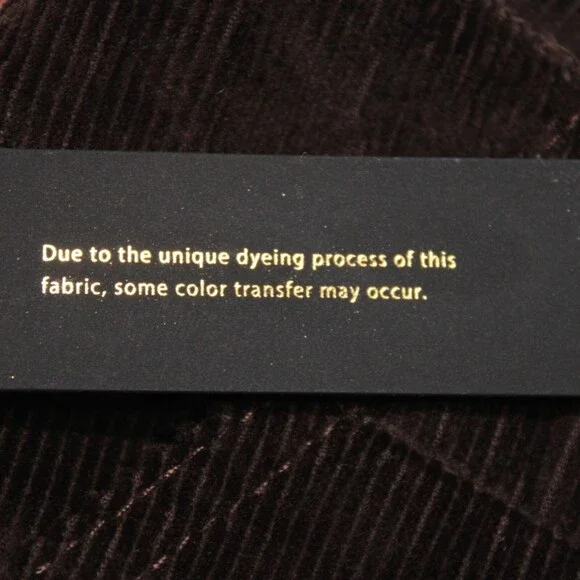 Due to the unique dyeing process of this
fabric, some color transfer may occur.